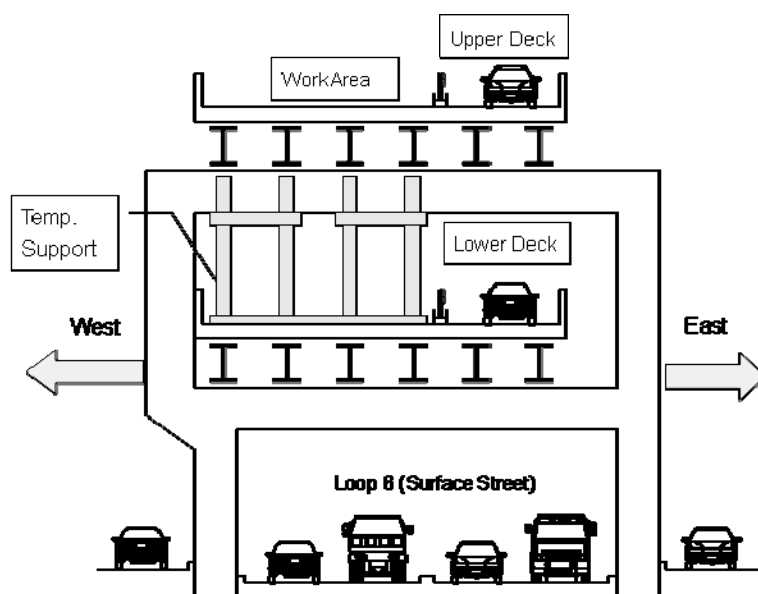 Upper Deck
WorkArea
Temp.
Support
Lower Deck
West
East
Loop 6 (Surface Street)